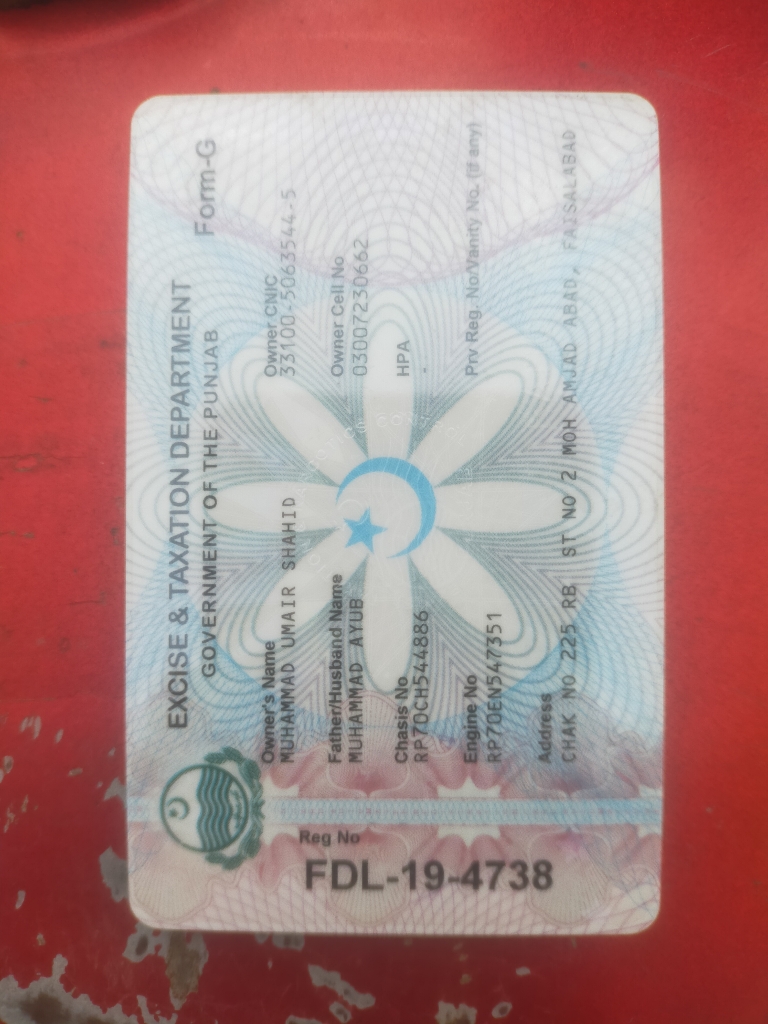 EXCISE & TAXATION DEPARTMENT
GOVERNMENT OF THE PUNJAB
Form-G
Owner's Name
MUHAMMAD UMAIR SHAHID
Owner CNIC
33100-5063544-5
Father/Husband Name
MUHAMMAD AYUB
Owner Cell No
03007230662
Chasis No
RP70CH544886
HPA
-
Engine No
RP70EN547351
Prv Reg. No/Vanity No. (if any)
Address
CHAK NO 225 RB ST NO 2 MOH AMJAD ABAD, FAISALABAD
Reg No
FDL-19-4738